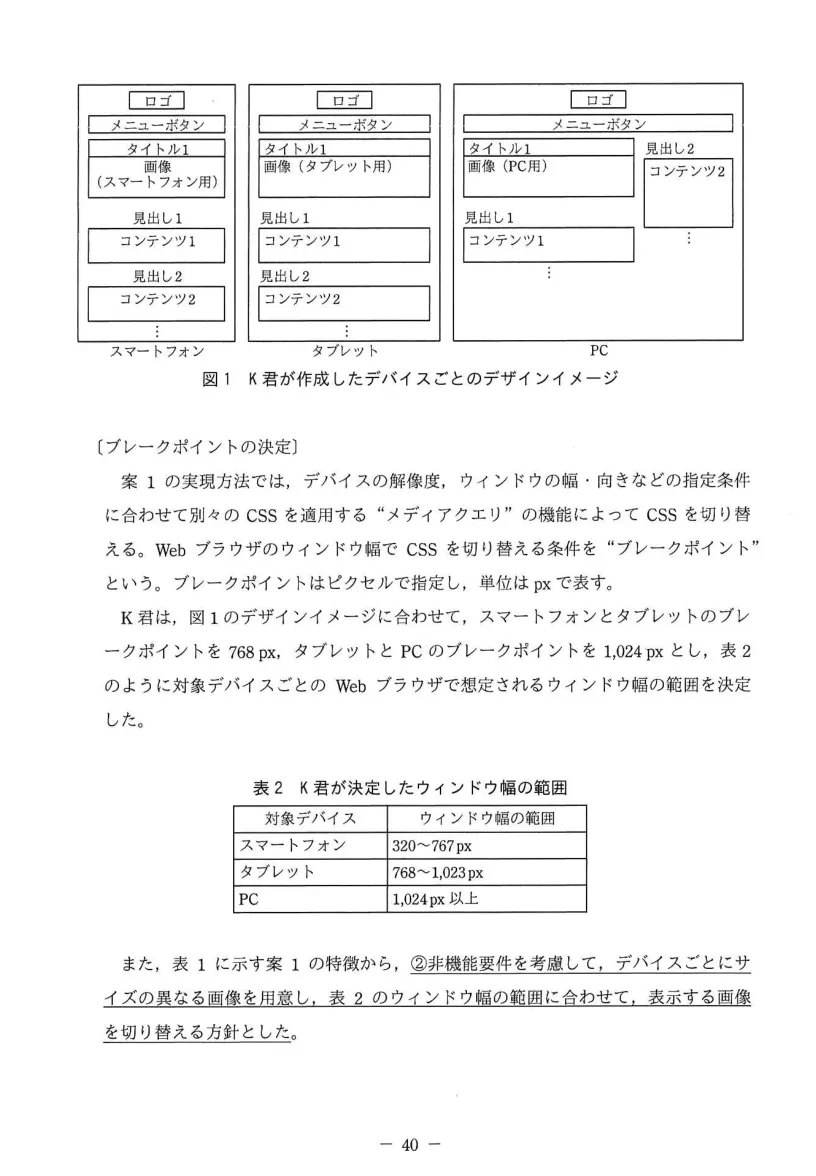 ロゴ
メニューボタン
タイトル1
画像
(スマートフォン用)
見出し1
コンテンツ1
見出し2
コンテンツ2
⋮
スマートフォン
ロゴ
メニューボタン
タイトル1
画像（タブレット用）
見出し1
コンテンツ1
見出し2
コンテンツ2
⋮
タブレット
ロゴ
メニューボタン
タイトル1
画像（PC用）
見出し1
コンテンツ1
⋮
見出し2
コンテンツ2
⋮
PC
図1　K君が作成したデバイスごとのデザインイメージ
〔ブレークポイントの決定〕
案 1 の実現方法では，デバイスの解像度，ウィンドウの幅・向きなどの指定条件
に合わせて別々の CSS を適用する“メディアクエリ”の機能によって CSS を切り替
える。Web ブラウザのウィンドウ幅で CSS を切り替える条件を“ブレークポイント”
という。ブレークポイントはピクセルで指定し，単位は px で表す。
K君は，図1のデザインイメージに合わせて，スマートフォンとタブレットのブレ
ークポイントを 768 px，タブレットと PC のブレークポイントを 1,024 px とし，表 2
のように対象デバイスごとの Web ブラウザで想定されるウィンドウ幅の範囲を決定
した。
表2　K君が決定したウィンドウ幅の範囲
対象デバイス　ウィンドウ幅の範囲
スマートフォン　320～767px
タブレット　768～1,023px
PC　1,024px 以上
また，表 1 に示す案 1 の特徴から，②非機能要件を考慮して，デバイスごとにサ
イズの異なる画像を用意し，表 2 のウィンドウ幅の範囲に合わせて，表示する画像
を切り替える方針とした。
－ 40 －